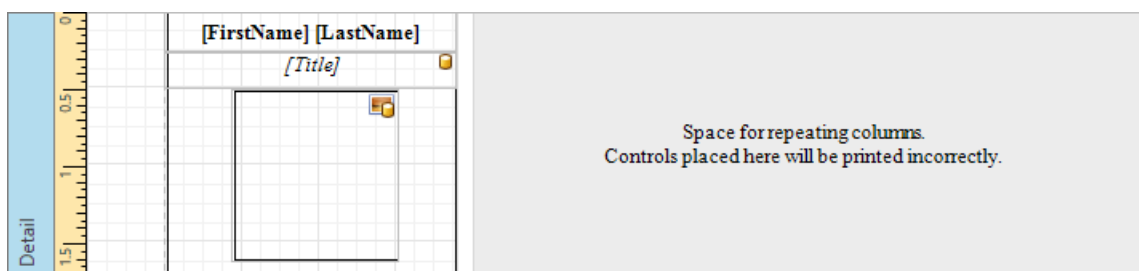 0
[FirstName] [LastName]
[Title]
0.5
Space for repeating columns.
Controls placed here will be printed incorrectly.
1
Detail
1.5